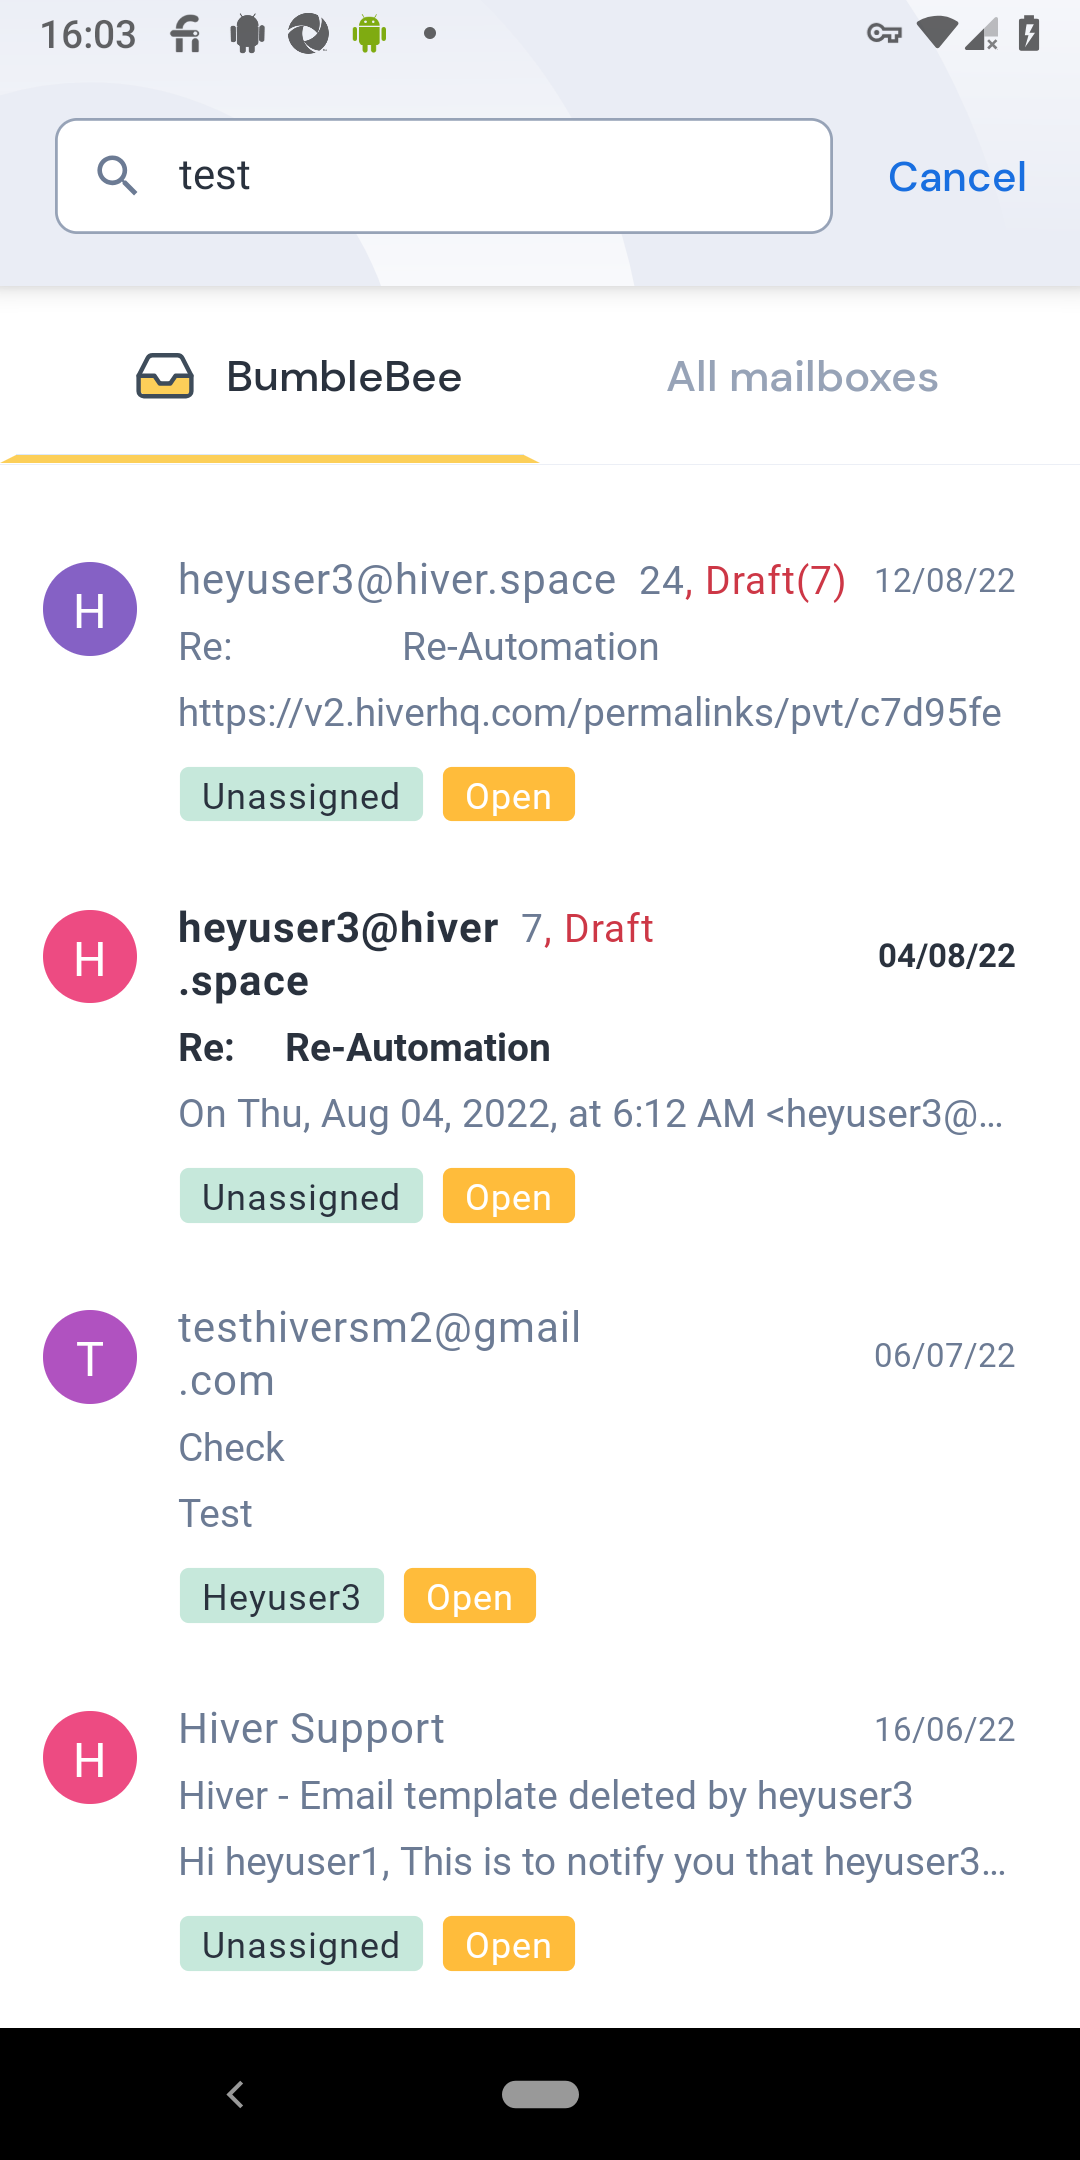 16:03
test
Cancel
BumbleBee
All mailboxes
H
heyuser3@hiver.space 24, Draft(7) 12/08/22
Re: Re-Automation
https://v2.hiverhq.com/permalinks/pvt/c7d95fe
Unassigned Open
H
heyuser3@hiver 7, Draft
.space
04/08/22
Re: Re-Automation
On Thu, Aug 04, 2022, at 6:12 AM <heyuser3@...
Unassigned Open
T
testhiversm2@gmail
.com
06/07/22
Check
Test
Heyuser3 Open
H
Hiver Support 16/06/22
Hiver - Email template deleted by heyuser3
Hi heyuser1, This is to notify you that heyuser3...
Unassigned Open